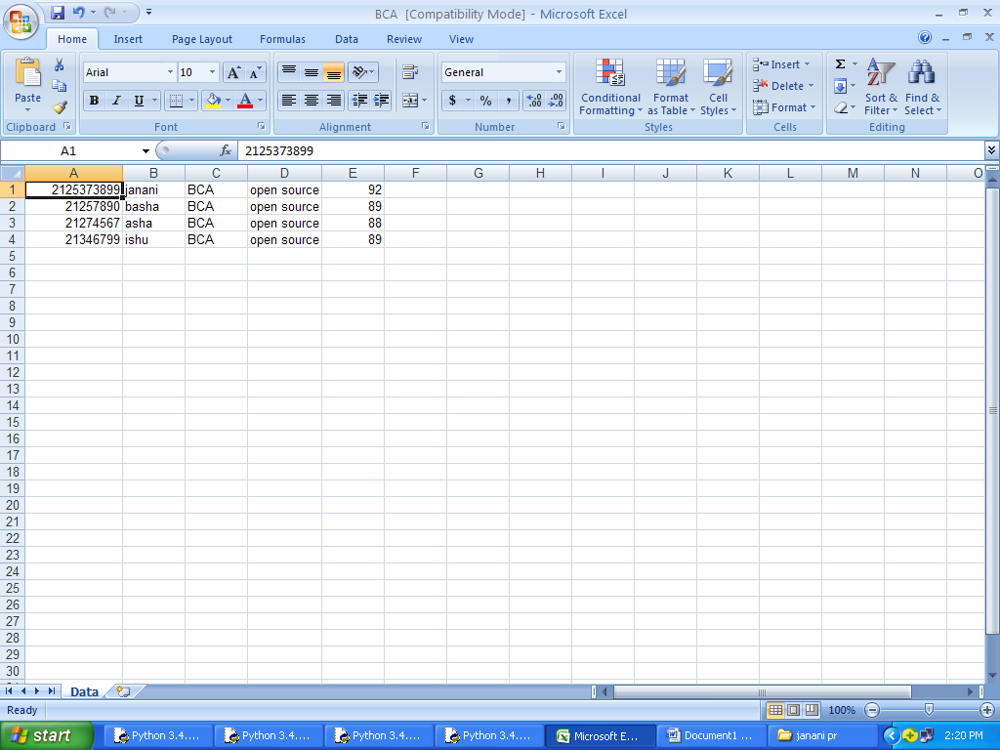 BCA [Compatibility Mode] - Microsoft Excel
Home Insert Page Layout Formulas Data Review View
Paste Arial 10 General Conditional Formatting Format as Table Cell Styles Insert Delete Format Sort & Filter Find & Select
B I U A $ % ,
Clipboard Font Alignment Number Styles Cells Editing
A1 fx 2125373899
A B C D E F G H I J K L M N O
1 2125373899 janani BCA open source 92
2 21257890 basha BCA open source 89
3 21274567 asha BCA open source 88
4 21346799 ishu BCA open source 89
5
6
7
8
9
10
11
12
13
14
15
16
17
18
19
20
21
22
23
24
25
26
27
28
29
30
Data
Ready 100%
start Python 3.4.... Python 3.4.... Python 3.4.... Python 3.4.... Microsoft E... Document1 ... janani pr 2:20 PM